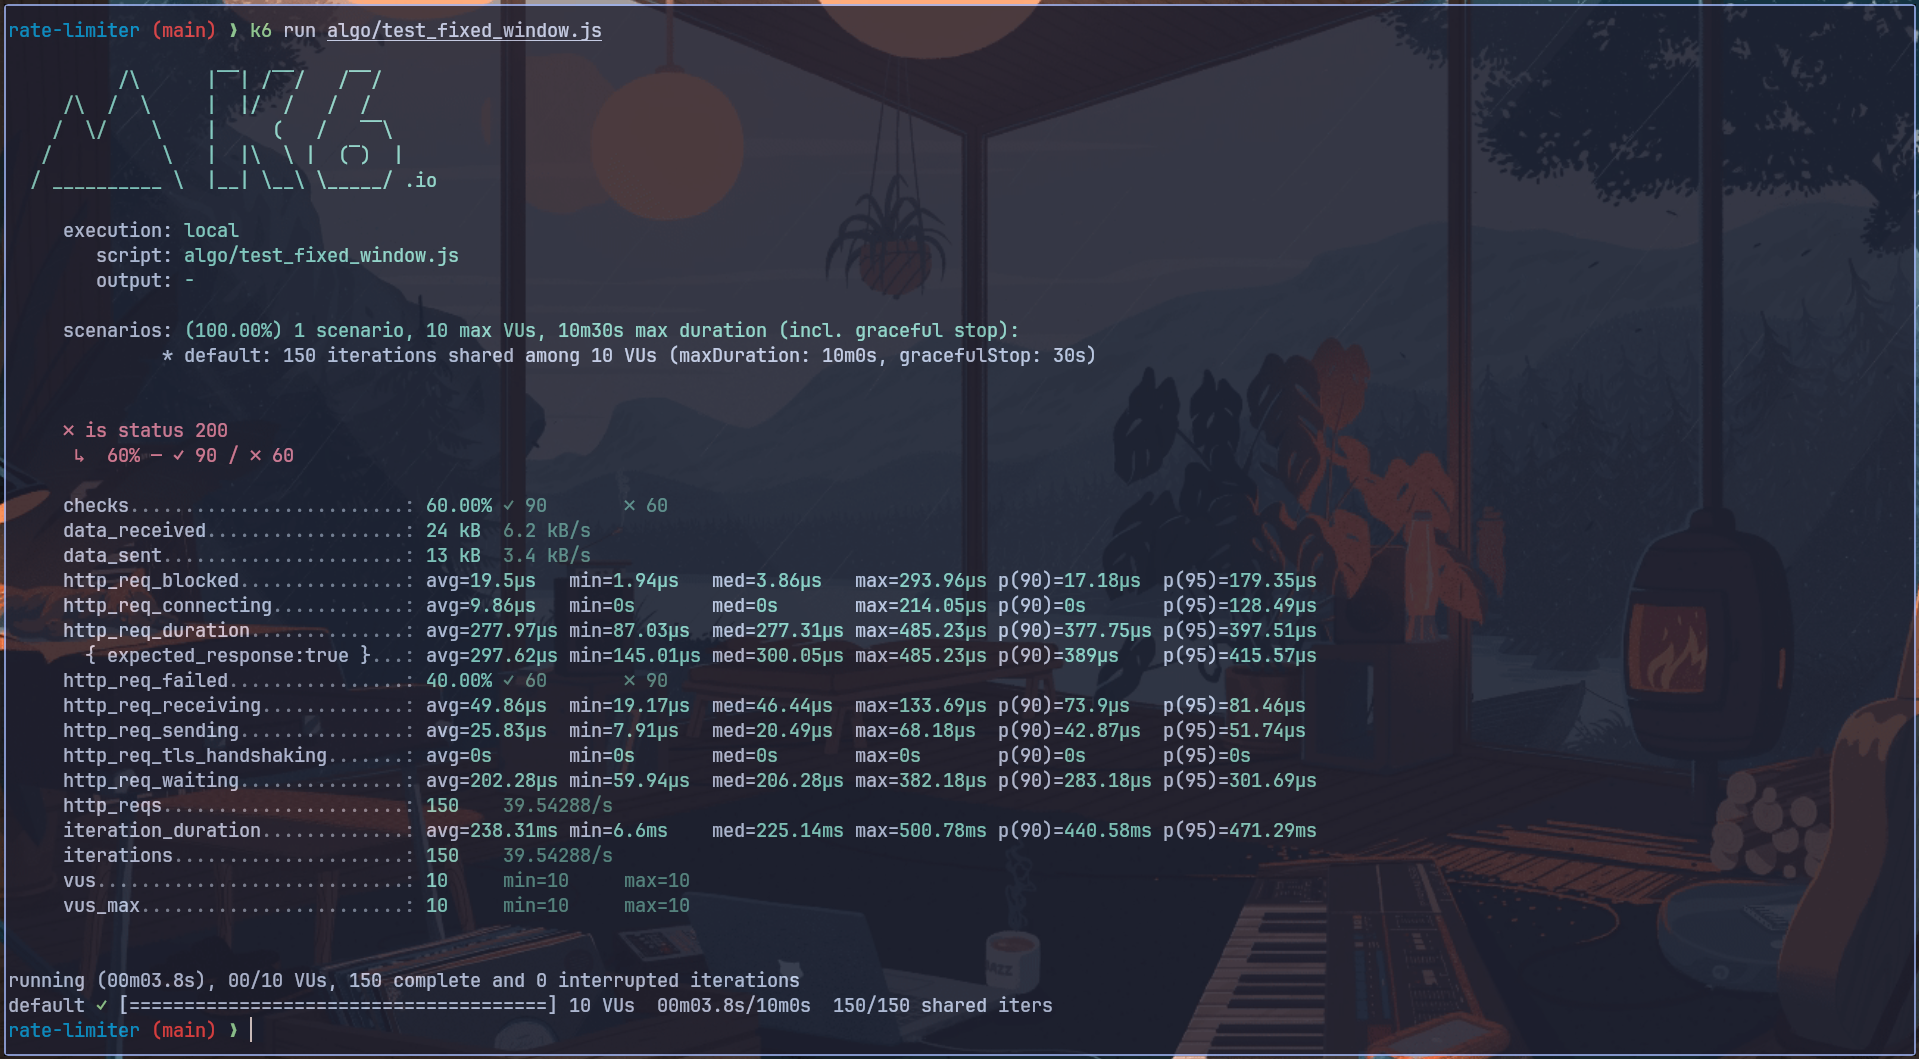 rate-limiter (main) ❯ k6 run algo/test_fixed_window.js
         /\      |‾‾| /‾‾/   /‾‾/
    /\  /  \     |  |/  /   /  /
   /  \/    \    |     (   /   ‾‾\
  /          \   |  |\  \ |  (‾)  |
 / __________ \  |__| \__\ \_____/ .io
execution: local
script: algo/test_fixed_window.js
output: -
scenarios: (100.00%) 1 scenario, 10 max VUs, 10m30s max duration (incl. graceful stop):
* default: 150 iterations shared among 10 VUs (maxDuration: 10m0s, gracefulStop: 30s)
✗ is status 200
↳  60% — ✓ 90 / ✗ 60
checks.........................: 60.00% ✓ 90       ✗ 60
data_received..................: 24 kB  6.2 kB/s
data_sent......................: 13 kB  3.4 kB/s
http_req_blocked...............: avg=19.5µs   min=1.94µs   med=3.86µs   max=293.96µs p(90)=17.18µs  p(95)=179.35µs
http_req_connecting............: avg=9.86µs   min=0s       med=0s       max=214.05µs p(90)=0s       p(95)=128.49µs
http_req_duration..............: avg=277.97µs min=87.03µs  med=277.31µs max=485.23µs p(90)=377.75µs p(95)=397.51µs
{ expected_response:true }...: avg=297.62µs min=145.01µs med=300.05µs max=485.23µs p(90)=389µs    p(95)=415.57µs
http_req_failed................: 40.00% ✓ 60       ✗ 90
http_req_receiving.............: avg=49.86µs  min=19.17µs  med=46.44µs  max=133.69µs p(90)=73.9µs   p(95)=81.46µs
http_req_sending...............: avg=25.83µs  min=7.91µs   med=20.49µs  max=68.18µs  p(90)=42.87µs  p(95)=51.74µs
http_req_tls_handshaking.......: avg=0s       min=0s       med=0s       max=0s       p(90)=0s       p(95)=0s
http_req_waiting...............: avg=202.28µs min=59.94µs  med=206.28µs max=382.18µs p(90)=283.18µs p(95)=301.69µs
http_reqs......................: 150    39.54288/s
iteration_duration.............: avg=238.31ms min=6.6ms    med=225.14ms max=500.78ms p(90)=440.58ms p(95)=471.29ms
iterations.....................: 150    39.54288/s
vus............................: 10     min=10     max=10
vus_max........................: 10     min=10     max=10
running (00m03.8s), 00/10 VUs, 150 complete and 0 interrupted iterations
default ✓ [======================================] 10 VUs  00m03.8s/10m0s  150/150 shared iters
rate-limiter (main) ❯